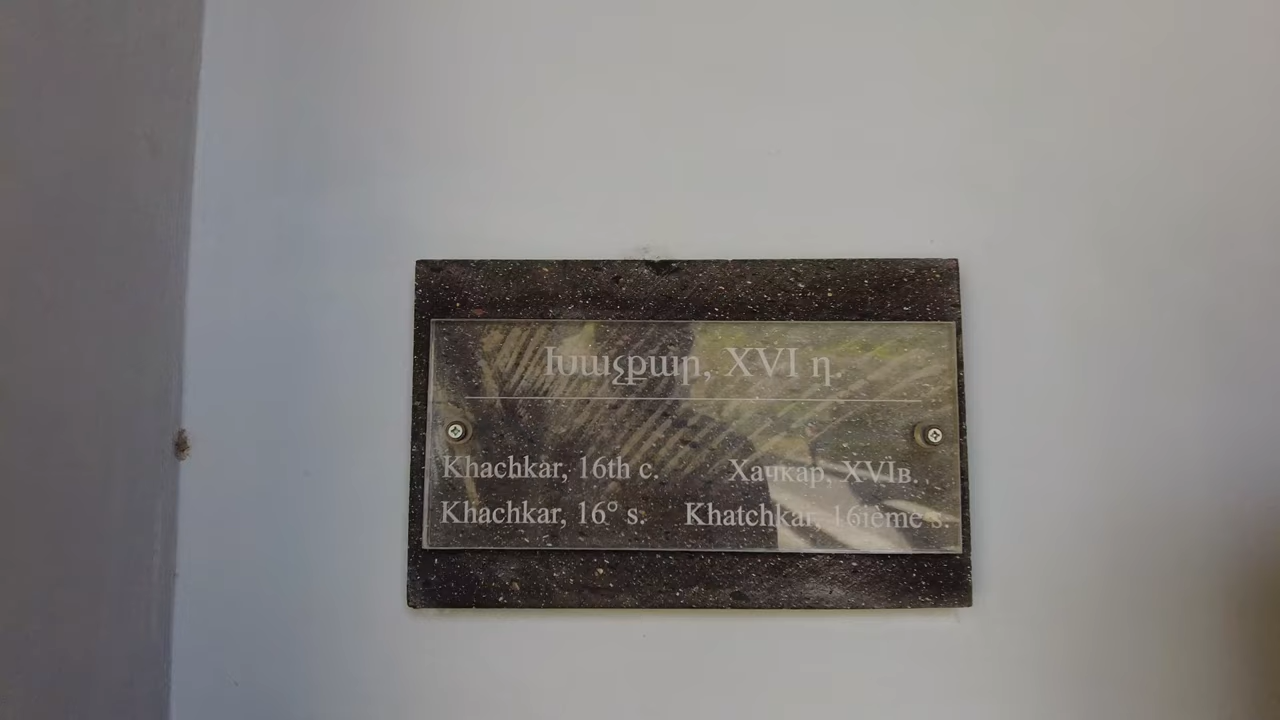 Խաչքար, XVI դ.
Khachkar, 16th c. Хачкар, XVIв.
Khachkar, 16° s. Khatchkar, 16ième s.